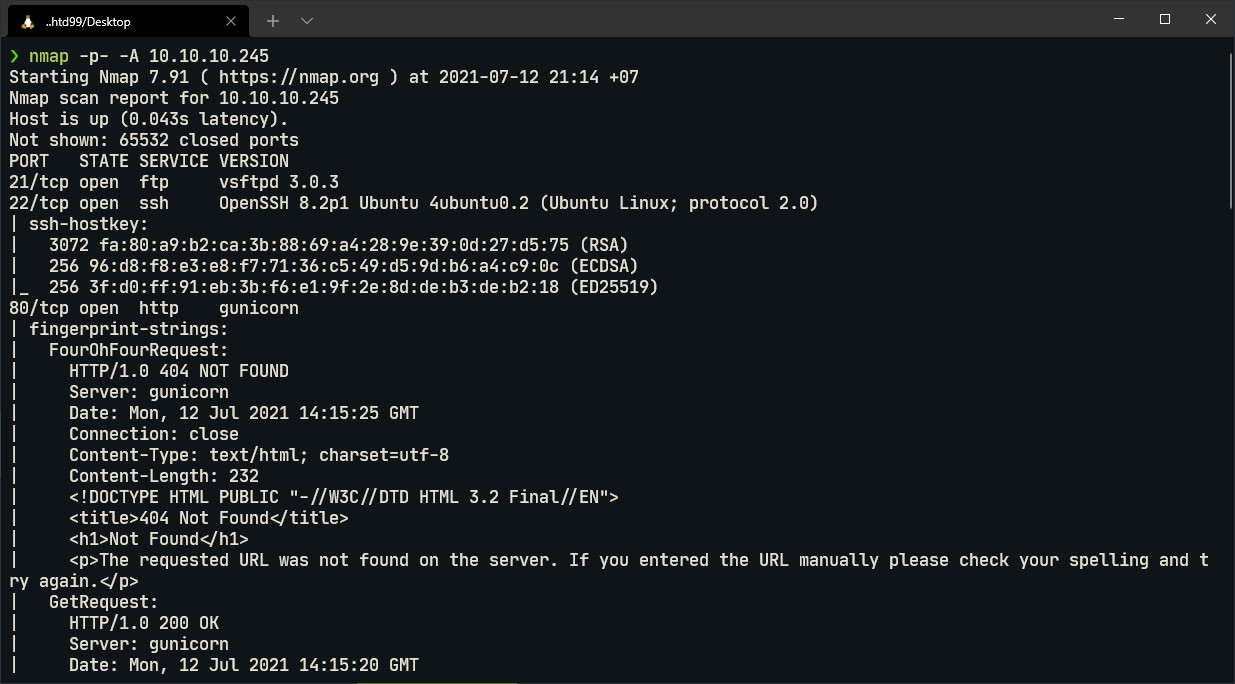 ..htd99/Desktop
❯ nmap -p- -A 10.10.10.245
Starting Nmap 7.91 ( https://nmap.org ) at 2021-07-12 21:14 +07
Nmap scan report for 10.10.10.245
Host is up (0.043s latency).
Not shown: 65532 closed ports
PORT   STATE SERVICE VERSION
21/tcp open  ftp     vsftpd 3.0.3
22/tcp open  ssh     OpenSSH 8.2p1 Ubuntu 4ubuntu0.2 (Ubuntu Linux; protocol 2.0)
| ssh-hostkey:
|   3072 fa:80:a9:b2:ca:3b:88:69:a4:28:9e:39:0d:27:d5:75 (RSA)
|   256 96:d8:f8:e3:e8:f7:71:36:c5:49:d5:9d:b6:a4:c9:0c (ECDSA)
|_  256 3f:d0:ff:91:eb:3b:f6:e1:9f:2e:8d:de:b3:de:b2:18 (ED25519)
80/tcp open  http    gunicorn
| fingerprint-strings:
|   FourOhFourRequest:
|     HTTP/1.0 404 NOT FOUND
|     Server: gunicorn
|     Date: Mon, 12 Jul 2021 14:15:25 GMT
|     Connection: close
|     Content-Type: text/html; charset=utf-8
|     Content-Length: 232
|     <!DOCTYPE HTML PUBLIC "-//W3C//DTD HTML 3.2 Final//EN">
|     <title>404 Not Found</title>
|     <h1>Not Found</h1>
|     <p>The requested URL was not found on the server. If you entered the URL manually please check your spelling and t
ry again.</p>
|   GetRequest:
|     HTTP/1.0 200 OK
|     Server: gunicorn
|     Date: Mon, 12 Jul 2021 14:15:20 GMT